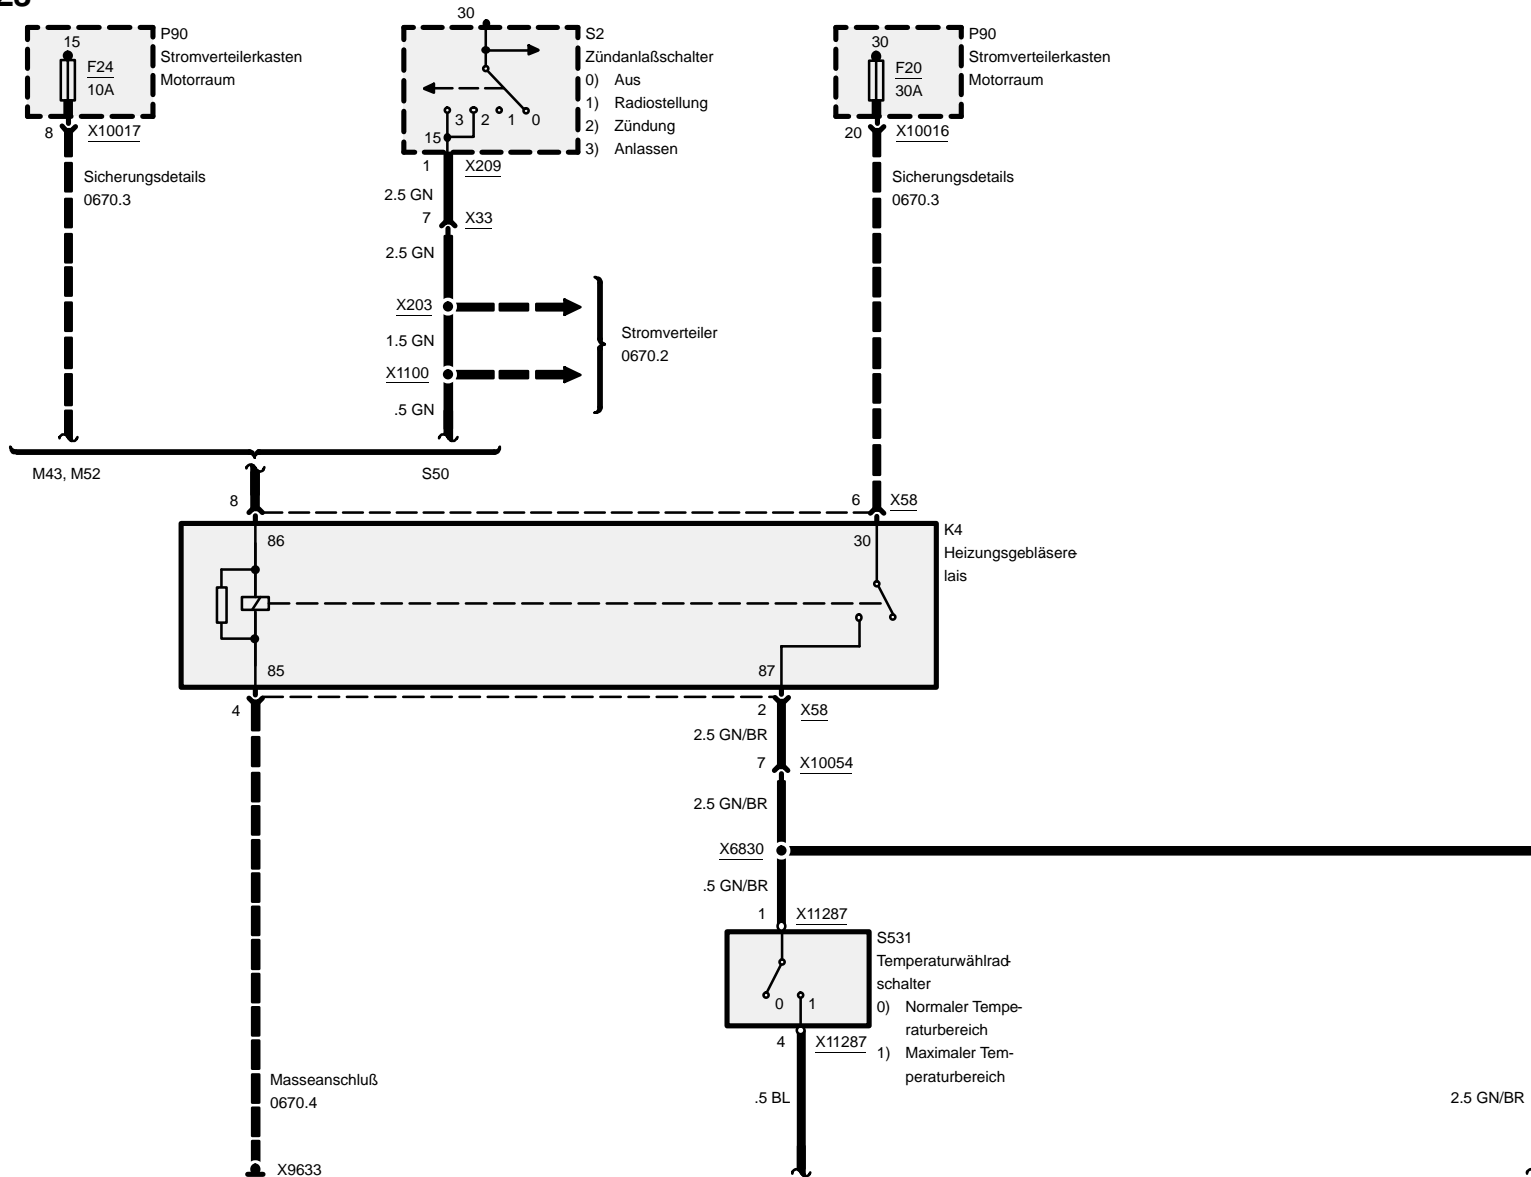 30
15
F24
10A
P90
Stromverteilerkasten
Motorraum
8
X10017
Sicherungsdetails
0670.3
S2
Zündanlaßschalter
0) Aus
1) Radiostellung
2) Zündung
3) Anlassen
3
2
1
0
15
1
X209
2.5 GN
7
X33
2.5 GN
X203
1.5 GN
X1100
.5 GN
Stromverteiler
0670.2
30
F20
30A
P90
Stromverteilerkasten
Motorraum
20
X10016
Sicherungsdetails
0670.3
M43, M52
S50
8
6
X58
86
30
K4
Heizungsgebläsere-
lais
85
87
4
2
X58
2.5 GN/BR
7
X10054
2.5 GN/BR
X6830
.5 GN/BR
1
X11287
S531
Temperaturwählrad-
schalter
0) Normaler Tempe-
raturbereich
1) Maximaler Tem-
peraturbereich
0
1
4
X11287
.5 BL
2.5 GN/BR
Masseanschluß
0670.4
X9633